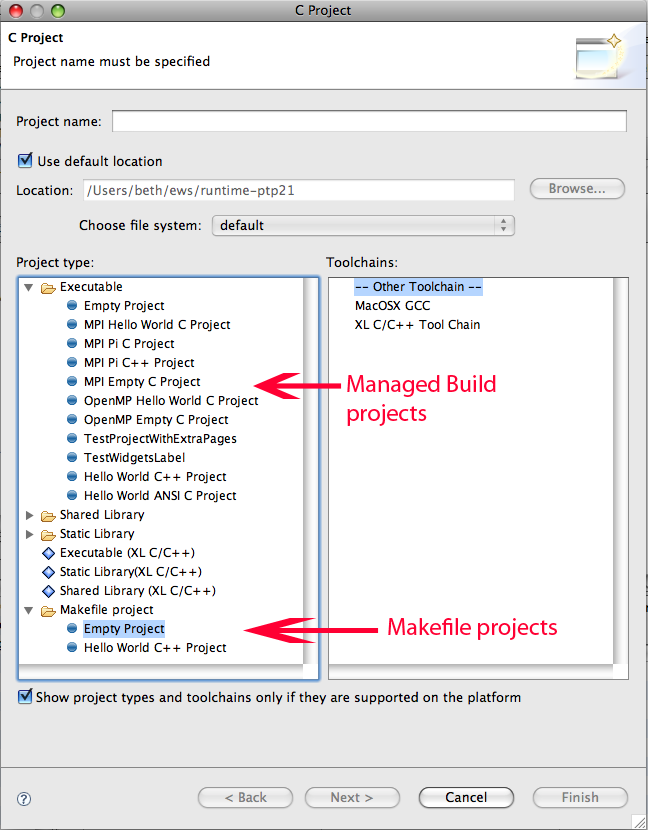 C Project
C Project
Project name must be specified
Project name:
Use default location
Location: /Users/beth/ews/runtime-ptp21 Browse...
Choose file system: default
Project type: Toolchains:
Executable
Empty Project
MPI Hello World C Project
MPI Pi C Project
MPI Pi C++ Project
MPI Empty C Project
OpenMP Hello World C Project
OpenMP Empty C Project
TestProjectWithExtraPages
TestWidgetsLabel
Hello World C++ Project
Hello World ANSI C Project
Shared Library
Static Library
Executable (XL C/C++)
Static Library(XL C/C++)
Shared Library (XL C/C++)
Makefile project
Empty Project
Hello World C++ Project
-- Other Toolchain --
MacOSX GCC
XL C/C++ Tool Chain
Managed Build
projects
Makefile projects
Show project types and toolchains only if they are supported on the platform
? < Back Next > Cancel Finish